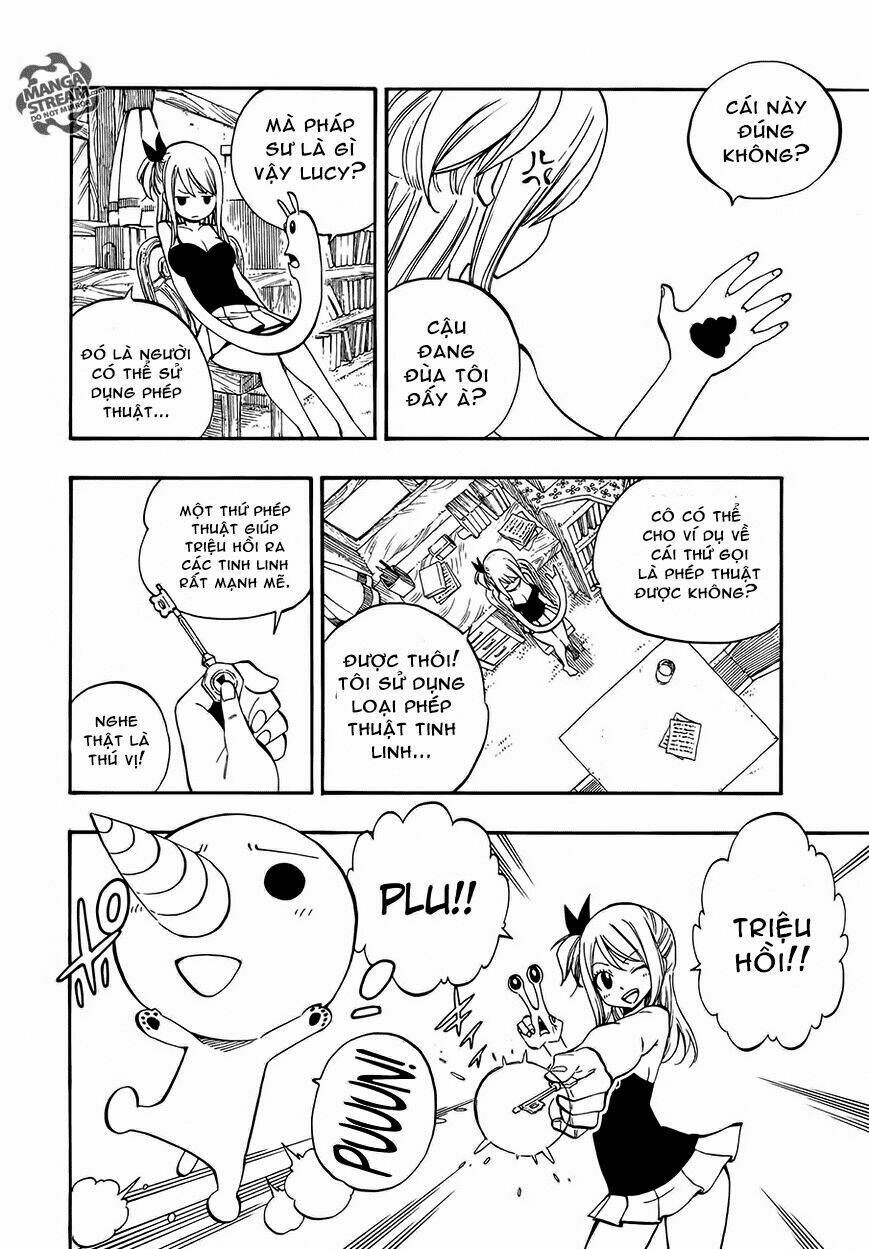 MANGA
STREAM
DO NOT MIRROR
CÁI NÀY
ĐÚNG
KHÔNG?
CẬU
ĐANG
ĐÙA TÔI
ĐẤY À?
MÀ PHÁP
SƯ LÀ GÌ
VẬY LUCY?
ĐÓ LÀ NGƯỜI
CÓ THỂ SỬ
DỤNG PHÉP
THUẬT...
CÔ CÓ THỂ
CHO VÍ DỤ VỀ
CÁI THỨ GỌI
LÀ PHÉP THUẬT
ĐƯỢC KHÔNG?
ĐƯỢC THÔI!
TÔI SỬ DỤNG
LOẠI PHÉP
THUẬT TINH
LINH...
MỘT THỨ PHÉP
THUẬT GIÚP
TRIỆU HỒI RA
CÁC TINH LINH
RẤT MẠNH MẼ.
NGHE
THẬT LÀ
THÚ VỊ!
TRIỆU
HỒI!!
PLU!!
PUUUN!